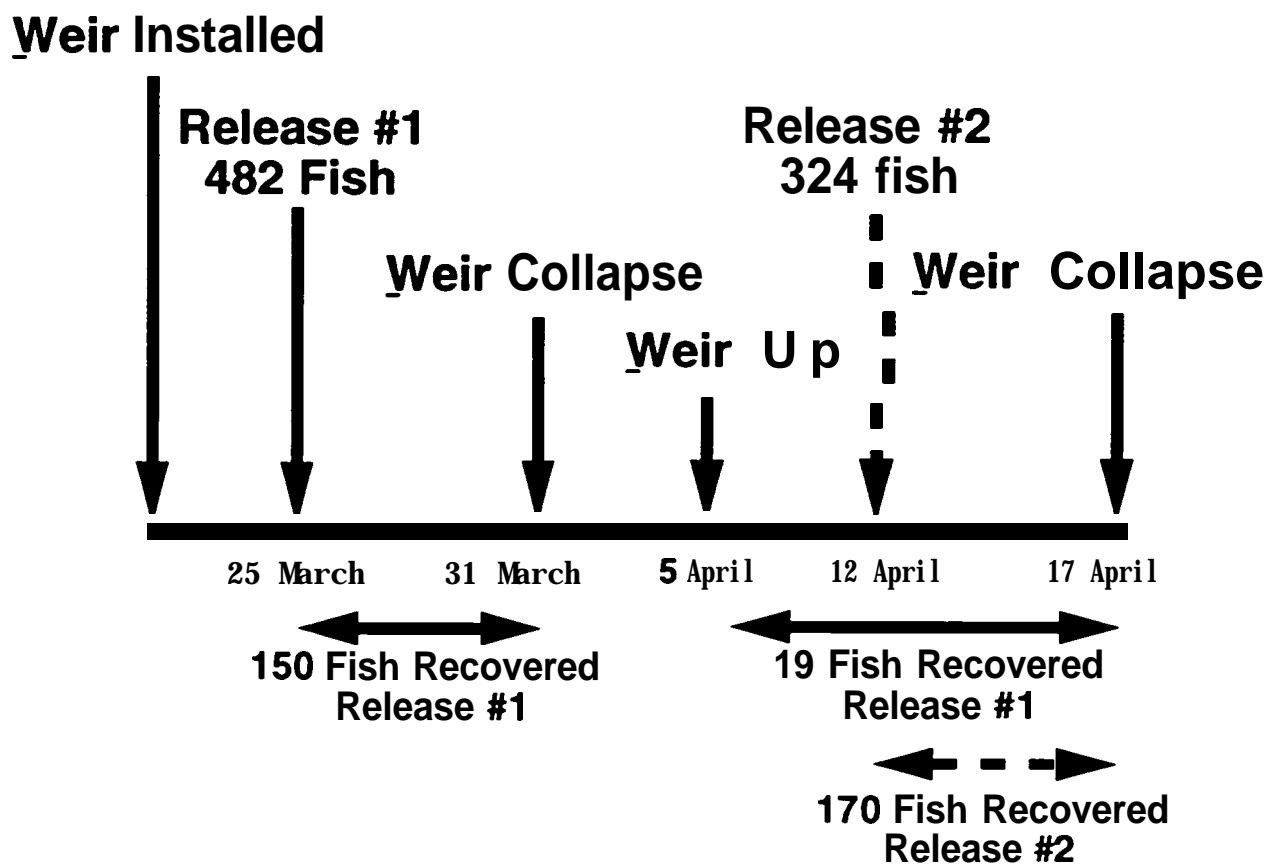 Weir Installed
Release #1
482 Fish
Release #2
324 fish
Weir Collapse
Weir Collapse
Weir Up
25 March
31 March
5 April
12 April
17 April
150 Fish Recovered
Release #1
19 Fish Recovered
Release #1
170 Fish Recovered
Release #2